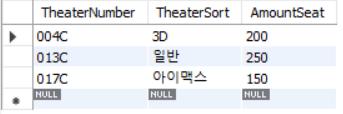 TheaterNumber TheaterSort AmountSeat
004C 3D 200
013C 일반 250
017C 아이맥스 150
NULL NULL NULL